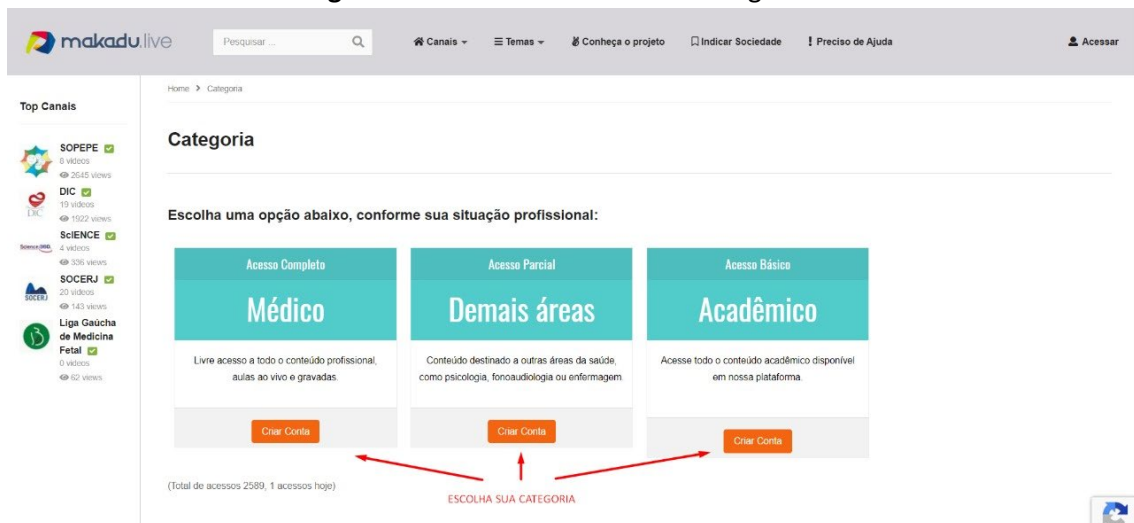 makadu.live
Pesquisar ...
Canais
Temas
Conheça o projeto
Indicar Sociedade
Preciso de Ajuda
Acessar
Home > Categoria
Top Canais
SOPEPE
8 videos
2645 views
DIC
DIC
19 videos
1922 views
ScIENCE
4 videos
336 views
SOCERJ
SOCERJ
20 videos
143 views
Liga Gaúcha
de Medicina
Fetal
0 videos
62 views
Categoria
Escolha uma opção abaixo, conforme sua situação profissional:
Acesso Completo
Médico
Livre acesso a todo o conteúdo profissional,
aulas ao vivo e gravadas.
Criar Conta
Acesso Parcial
Demais áreas
Conteúdo destinado a outras áreas da saúde,
como psicologia, fonoaudiologia ou enfermagem.
Criar Conta
Acesso Básico
Acadêmico
Acesse todo o conteúdo acadêmico disponível
em nossa plataforma.
Criar Conta
(Total de acessos 2589, 1 acessos hoje)
ESCOLHA SUA CATEGORIA